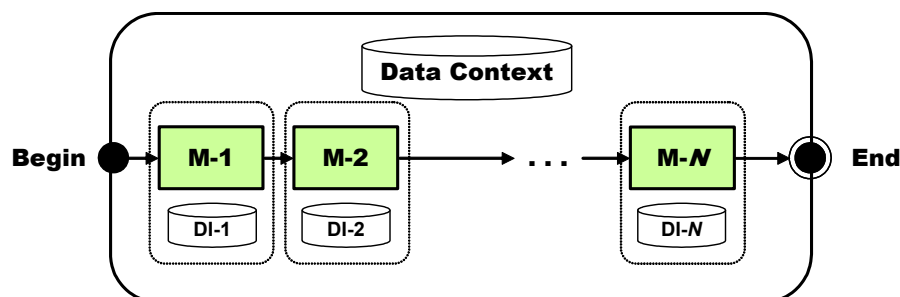 Data Context
Begin M-1 M-2 . . . M-N End
DI-1 DI-2 DI-N